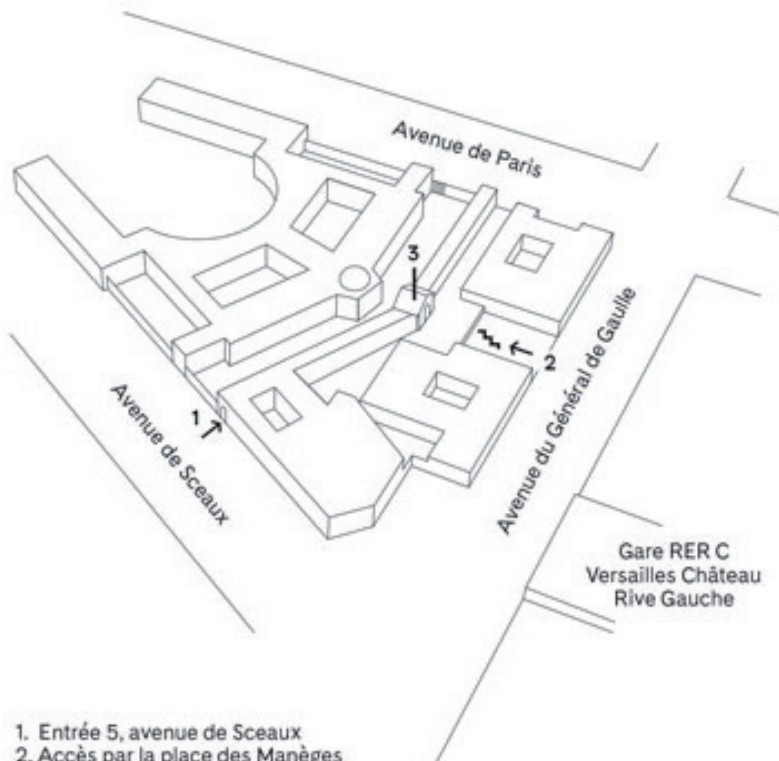 Avenue de Paris
3
2
1
Avenue de Sceaux
Avenue du Général de Gaulle
Gare RER C
Versailles Château
Rive Gauche
1. Entrée 5, avenue de Sceaux
2. Accès par la place des Manèges